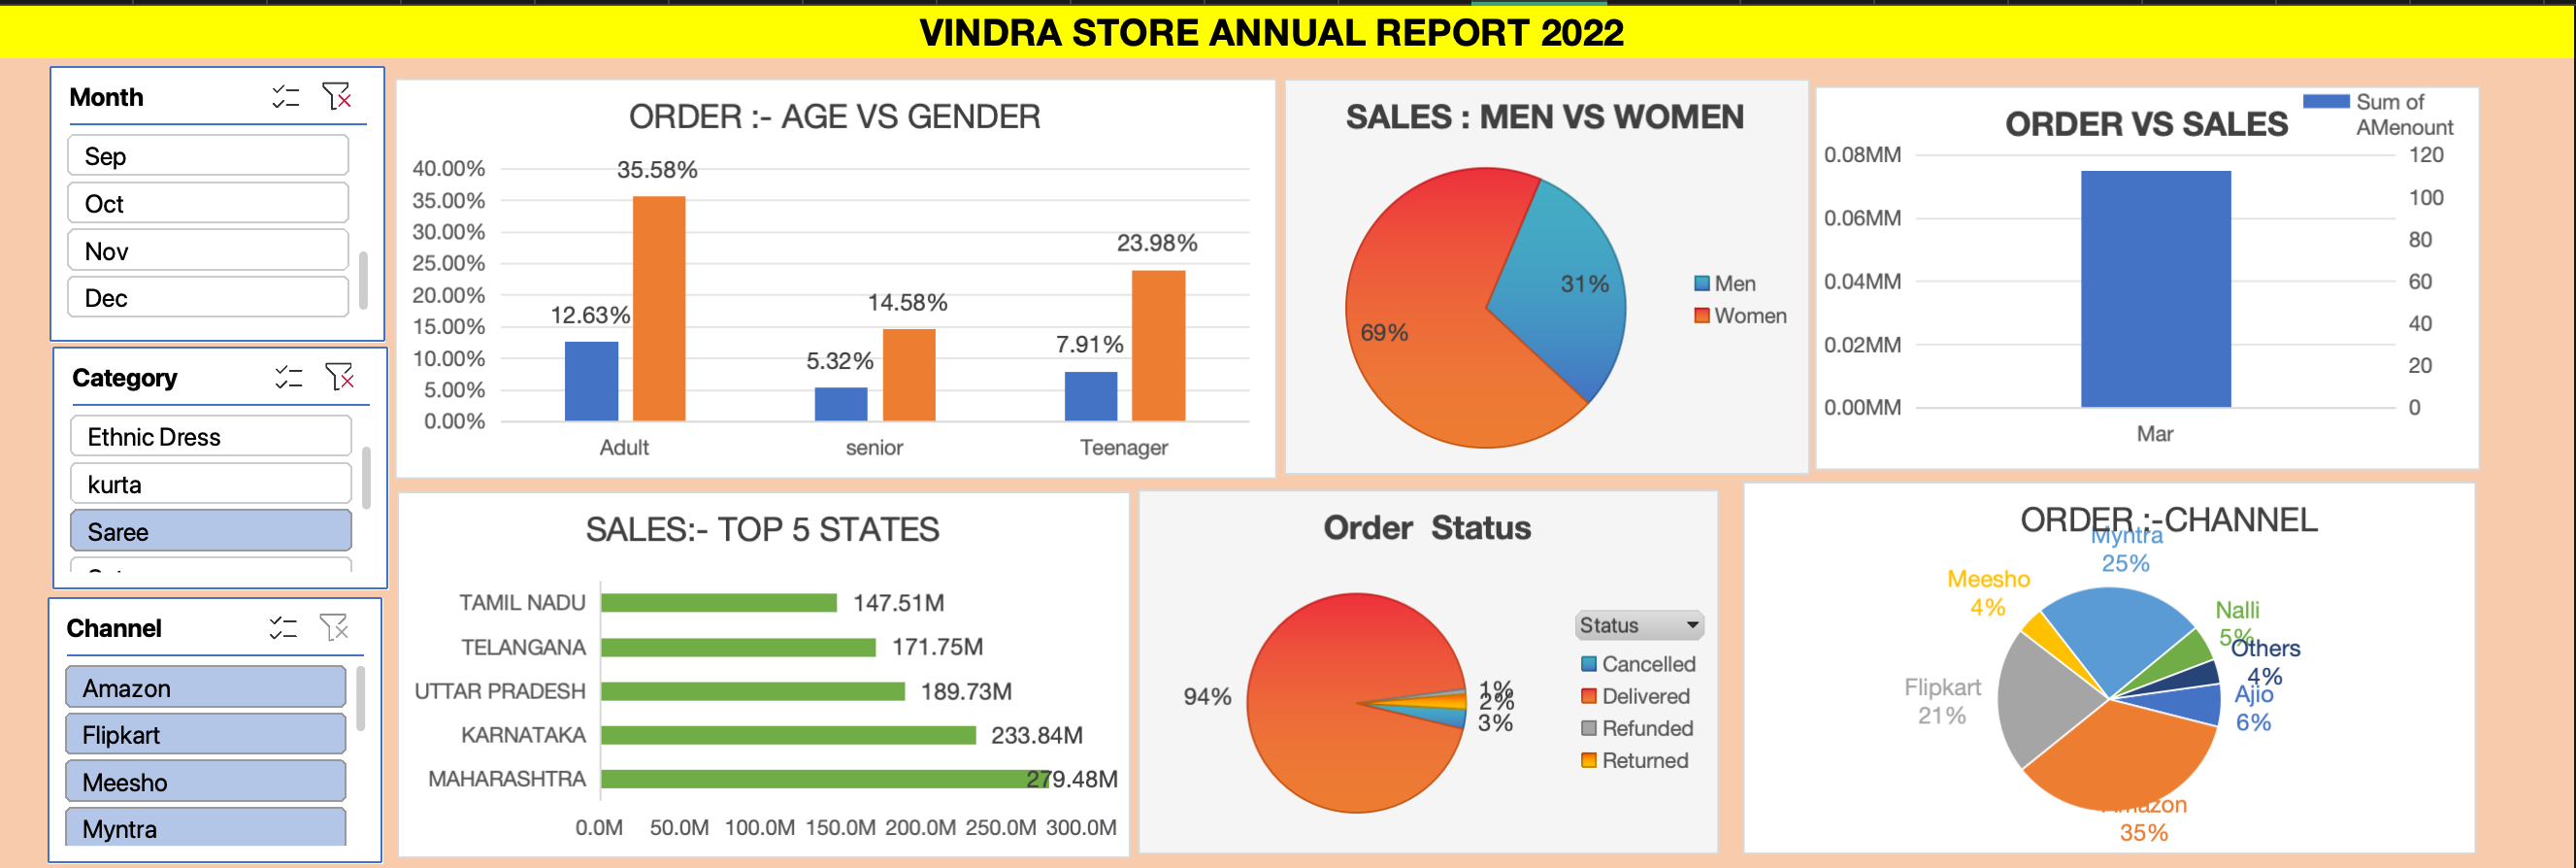 VINDRA STORE ANNUAL REPORT 2022
Month
Sep
Oct
Nov
Dec
Category
Ethnic Dress
kurta
Saree
Channel
Amazon
Flipkart
Meesho
Myntra
ORDER :- AGE VS GENDER
40.00%
35.00%
30.00%
25.00%
20.00%
15.00%
10.00%
5.00%
0.00%
12.63%
35.58%
5.32%
14.58%
7.91%
23.98%
Adult
senior
Teenager
SALES : MEN VS WOMEN
31%
69%
Men
Women
ORDER VS SALES
Sum of
AMenount
0.08MM
0.06MM
0.04MM
0.02MM
0.00MM
120
100
80
60
40
20
0
Mar
SALES:- TOP 5 STATES
TAMIL NADU 147.51M
TELANGANA 171.75M
UTTAR PRADESH 189.73M
KARNATAKA 233.84M
MAHARASHTRA 279.48M
0.0M 50.0M 100.0M 150.0M 200.0M 250.0M 300.0M
Order Status
94%
1%
2%
3%
Status
Cancelled
Delivered
Refunded
Returned
ORDER :-CHANNEL
Myntra
25%
Meesho
4%
Nalli
5%
Others
4%
Ajio
6%
Flipkart
21%
Amazon
35%